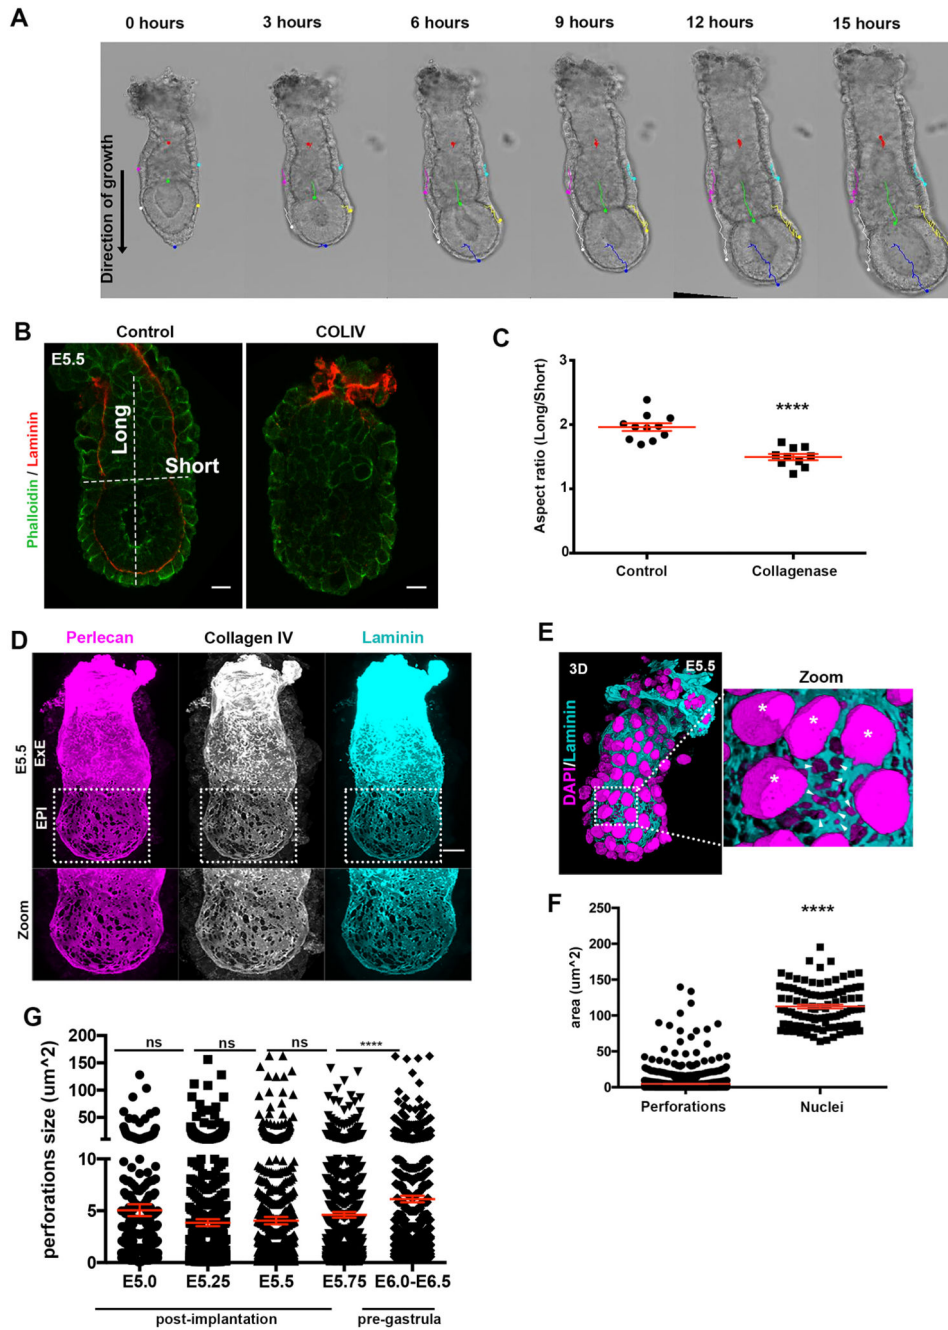 A
0 hours 3 hours 6 hours 9 hours 12 hours 15 hours
Direction of growth
B
Control COLIV
E5.5
Long
Short
Phalloidin / Laminin
C
Aspect ratio (Long/Short)
3
2
1
0
****
Control Collagenase
D
Perlecan Collagen IV Laminin
E5.5
ExE
EPI
Zoom
E
3D E5.5
DAPI/Laminin
Zoom
* * * *
F
area (um^2)
250
200
150
100
50
0
****
Perforations Nuclei
G
perforations size (um^2)
200
150
100
50
10
5
0
ns ns ns ****
E5.0 E5.25 E5.5 E5.75 E6.0-E6.5
post-implantation pre-gastrula